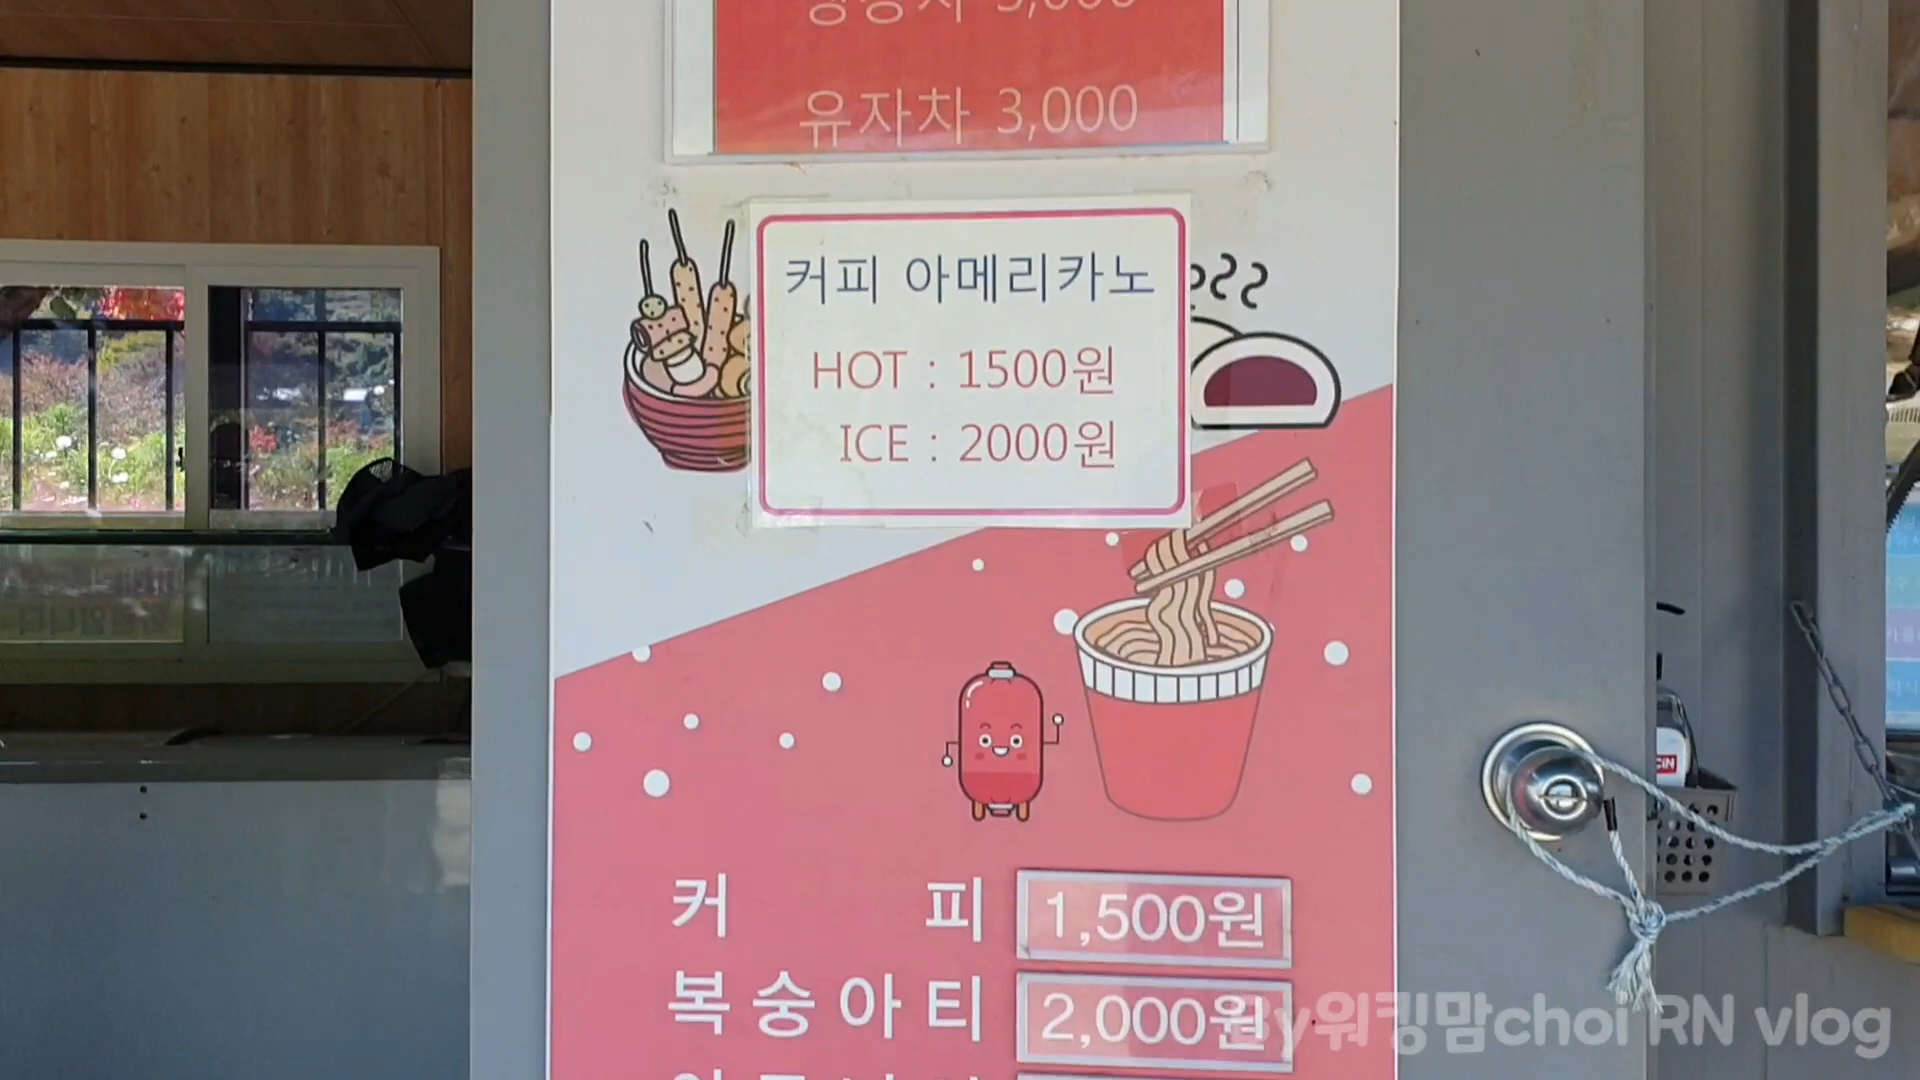 유자차 3,000
커피 아메리카노
HOT : 1500원
ICE : 2000원
커 피 1,500원
복숭아티 2,000원
By워킹맘choi RN vlog